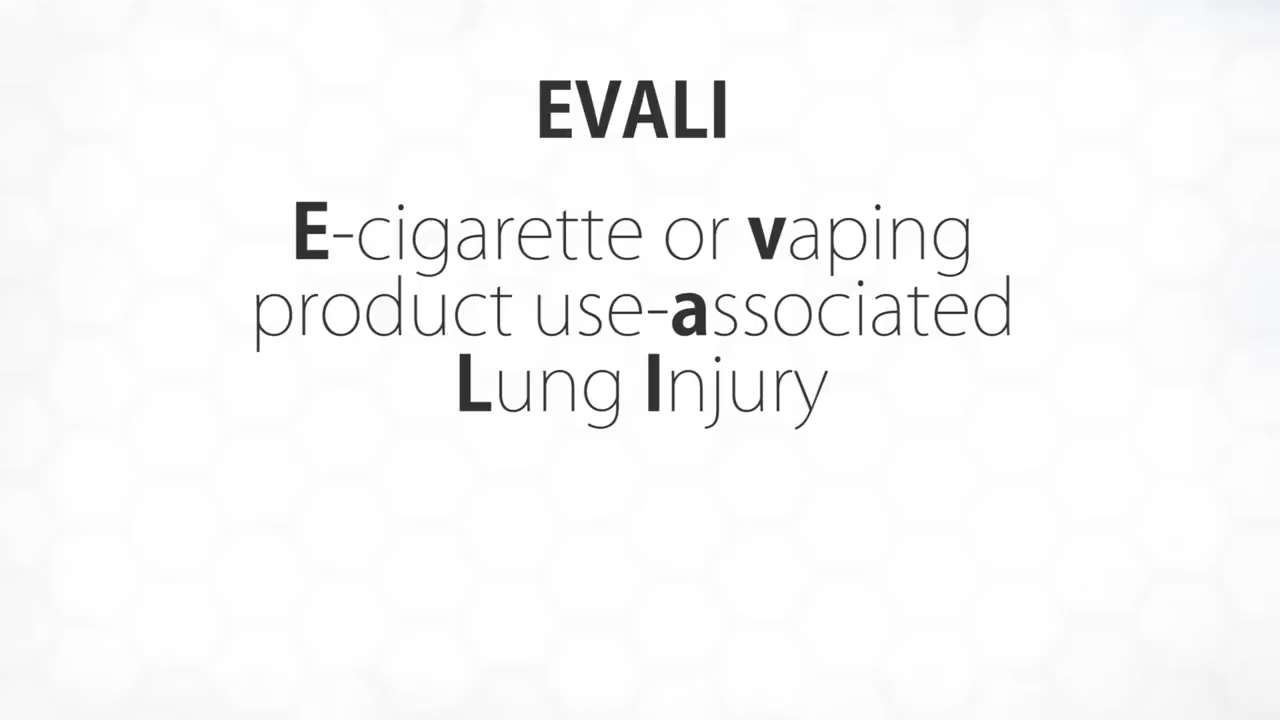 EVALI
E-cigarette or vaping
product use-associated
Lung Injury